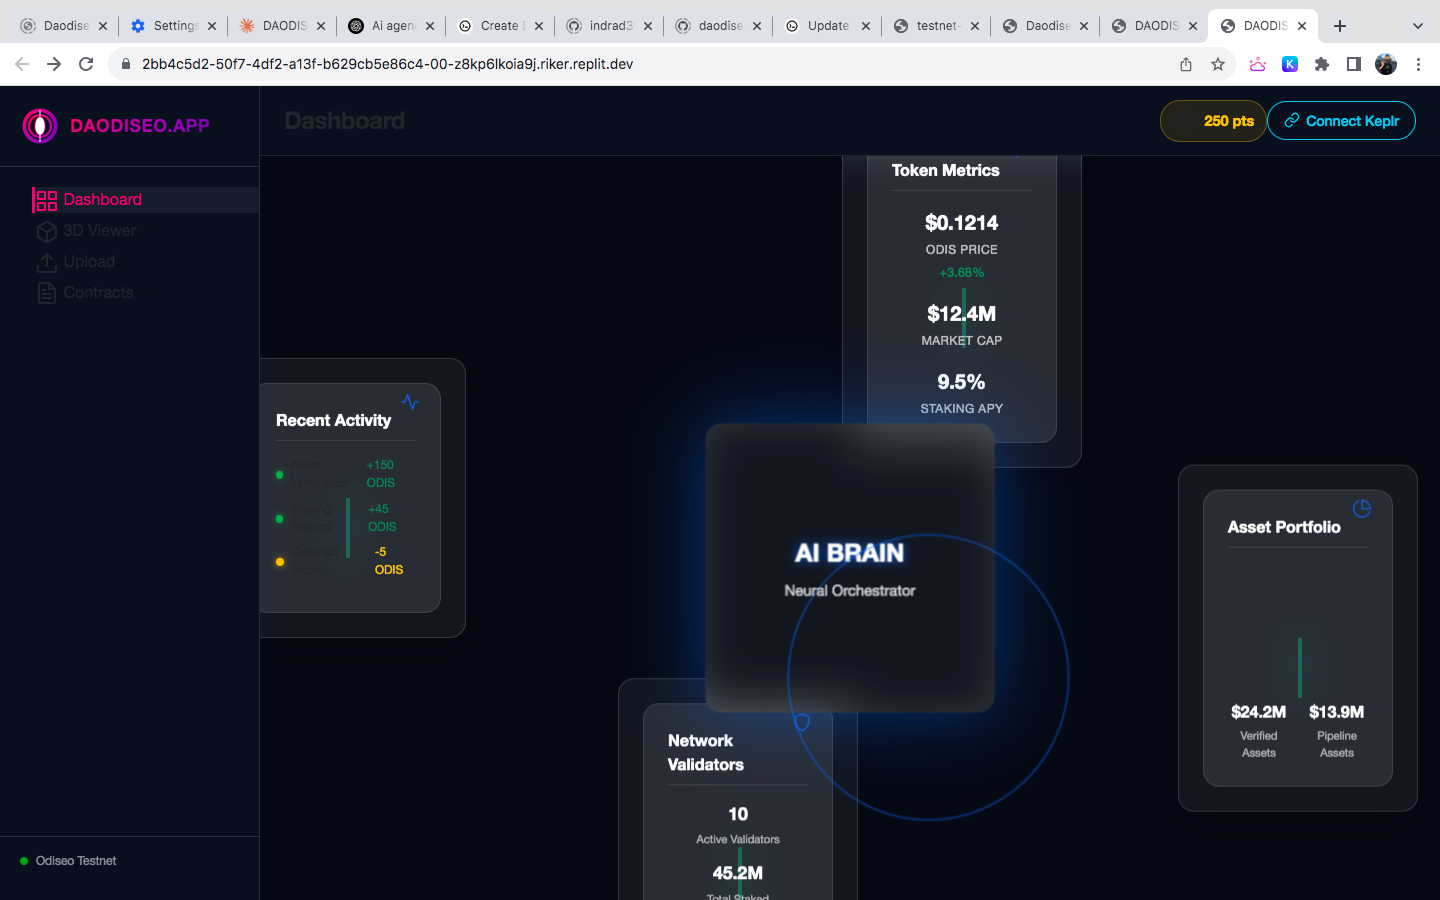 Daodise
Settings
DAODIS
Ai agen
Create
indrad3
daodise
Update
testnet-
Daodise
DAODIS
DAODIS
2bb4c5d2-50f7-4df2-a13f-b629cb5e86c4-00-z8kp6lkoia9j.riker.replit.dev
DAODISEO.APP
Dashboard
250 pts
Connect Keplr
Dashboard
3D Viewer
Upload
Contracts
Token Metrics
$0.1214
ODIS PRICE
+3.68%
$12.4M
MARKET CAP
9.5%
STAKING APY
Recent Activity
Asset
Verification
+150
ODIS
Staking
Reward
+45
ODIS
Contract
Deploy
-5
ODIS
AI BRAIN
Neural Orchestrator
Asset Portfolio
$24.2M
Verified
Assets
$13.9M
Pipeline
Assets
Network
Validators
10
Active Validators
45.2M
Total Staked
Odiseo Testnet